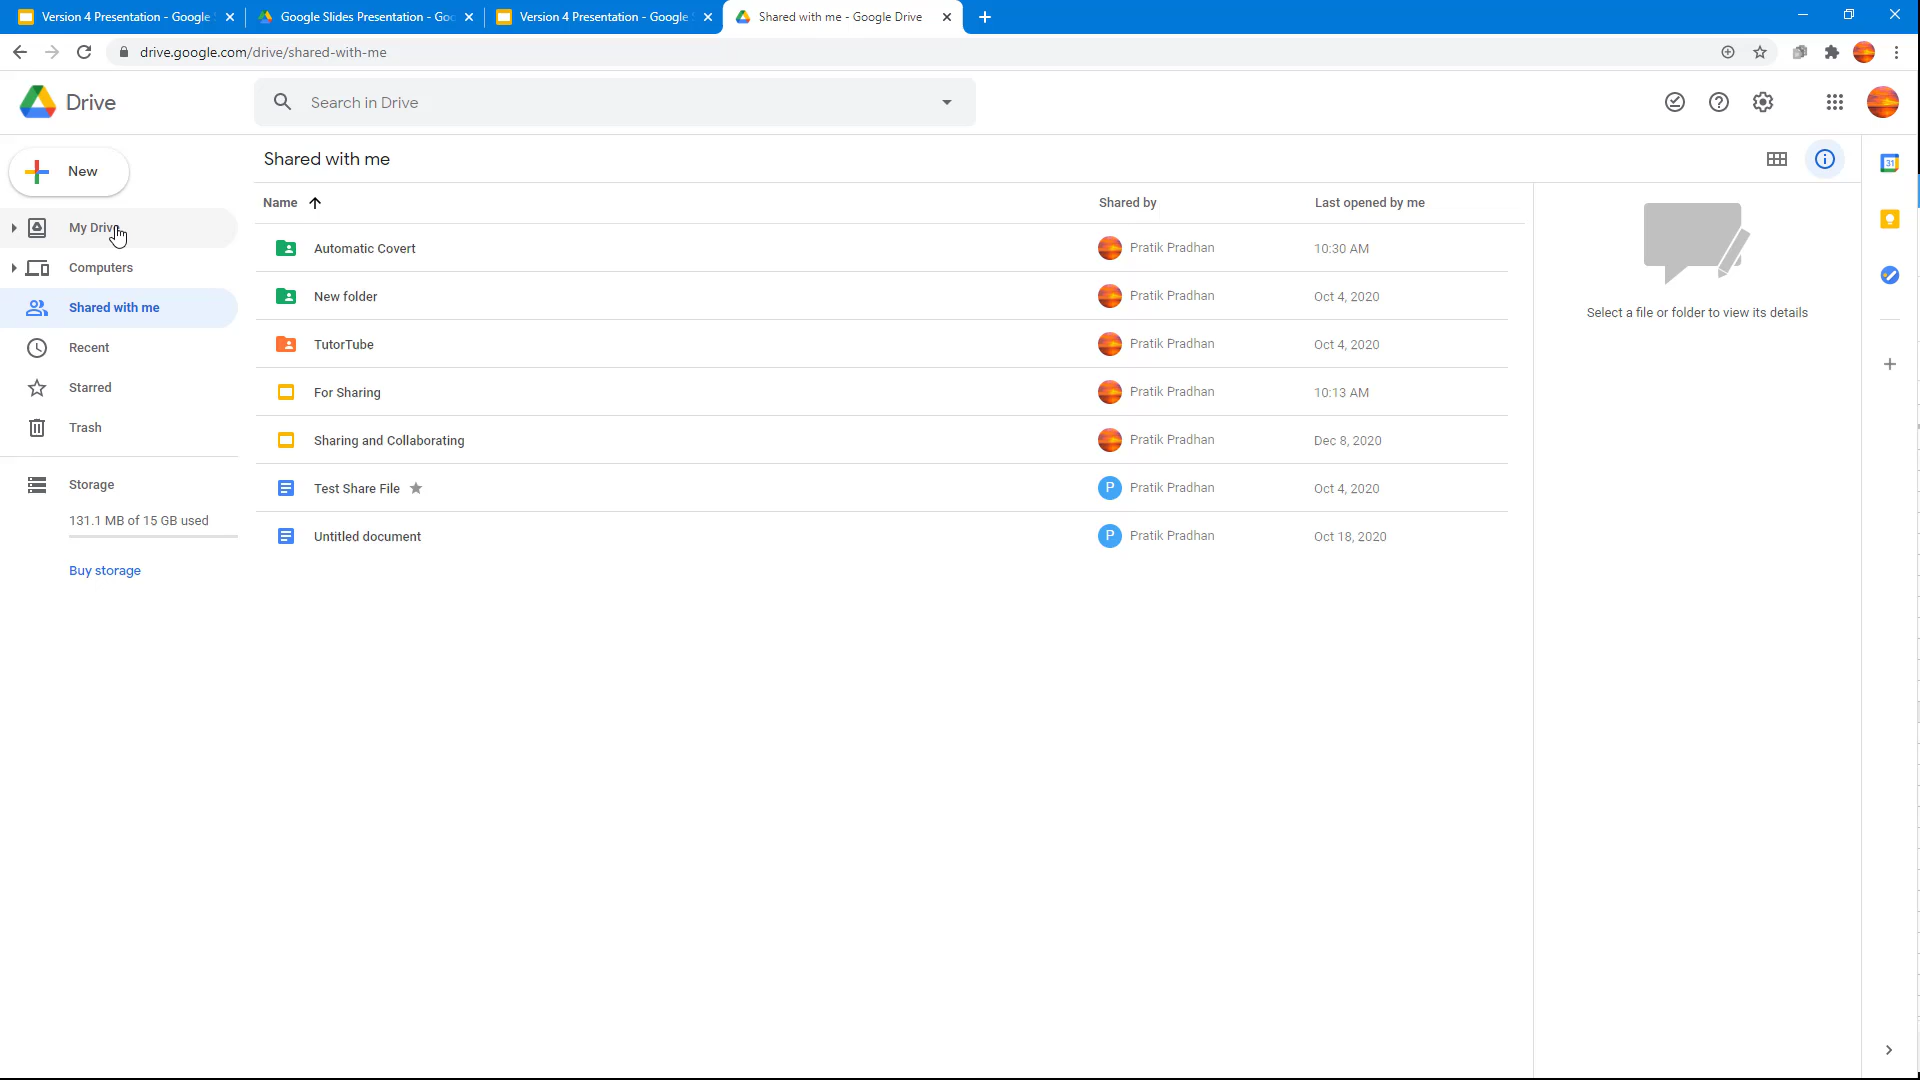 Version 4 Presentation - Google
Google Slides Presentation - Goo
Version 4 Presentation - Google
Shared with me - Google Drive
drive.google.com/drive/shared-with-me
Drive
Search in Drive
New
Shared with me
My Drive
Computers
Shared with me
Recent
Starred
Trash
Storage
131.1 MB of 15 GB used
Buy storage
Name Shared by Last opened by me
Automatic Covert Pratik Pradhan 10:30 AM
New folder Pratik Pradhan Oct 4, 2020
TutorTube Pratik Pradhan Oct 4, 2020
For Sharing Pratik Pradhan 10:13 AM
Sharing and Collaborating Pratik Pradhan Dec 8, 2020
Test Share File P Pratik Pradhan Oct 4, 2020
Untitled document P Pratik Pradhan Oct 18, 2020
Select a file or folder to view its details
31